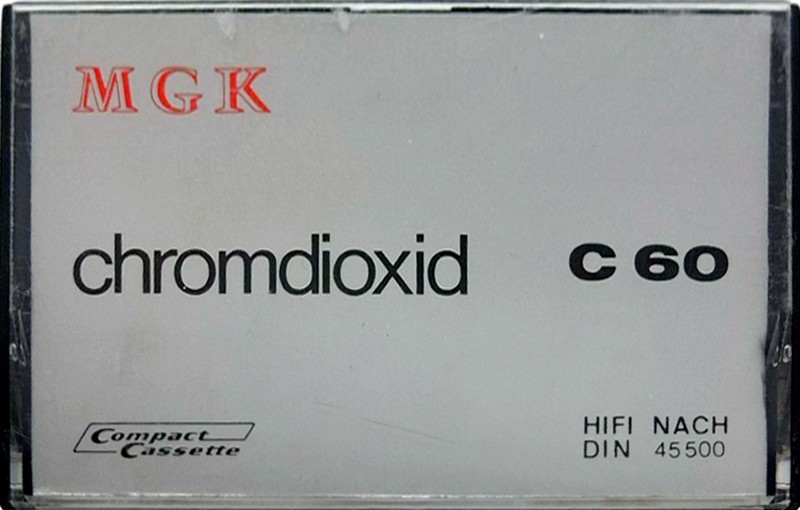 MGK
chromdioxid C 60
Compact
Cassette
HIFI NACH
DIN 45500